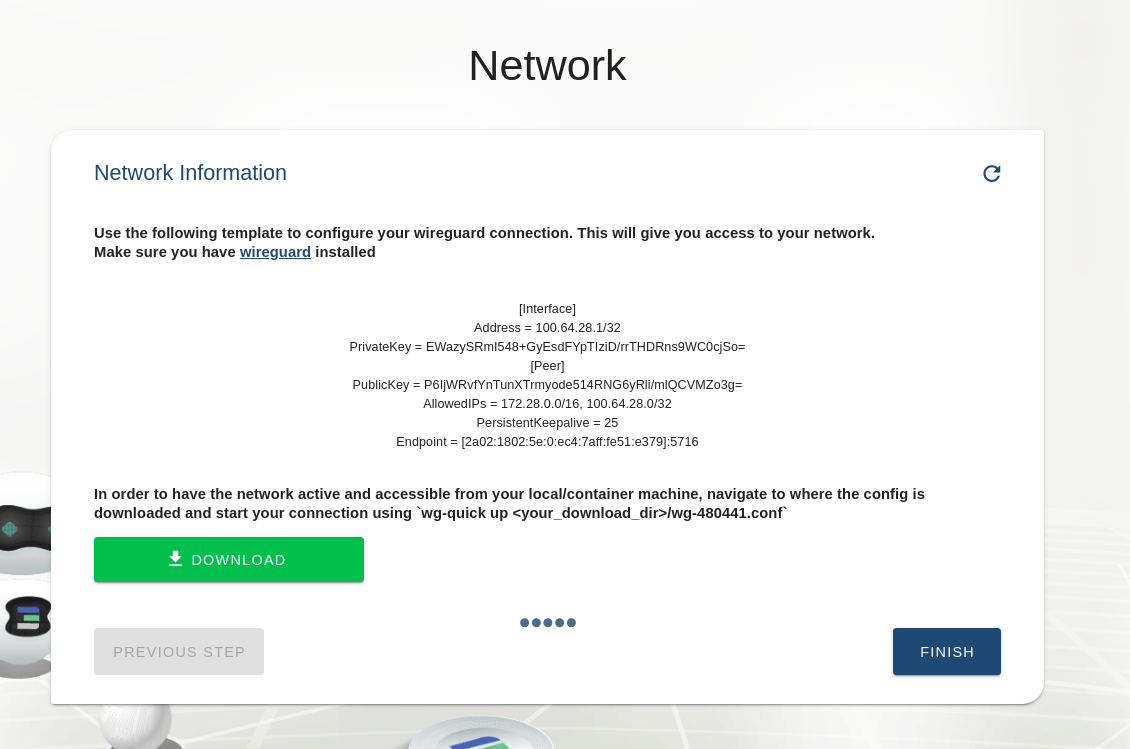 Network
Network Information
Use the following template to configure your wireguard connection. This will give you access to your network.
Make sure you have wireguard installed
[Interface]
Address = 100.64.28.1/32
PrivateKey = EWazySRmI548+GyEsdFYpTIziD/rrTHDRns9WC0cjSo=
[Peer]
PublicKey = P6IjWRvfYnTunXTrmyode514RNG6yRli/mlQCVMZo3g=
AllowedIPs = 172.28.0.0/16, 100.64.28.0/32
PersistentKeepalive = 25
Endpoint = [2a02:1802:5e:0:ec4:7aff:fe51:e379]:5716
In order to have the network active and accessible from your local/container machine, navigate to where the config is
downloaded and start your connection using `wg-quick up <your_download_dir>/wg-480441.conf`
DOWNLOAD
PREVIOUS STEP
FINISH